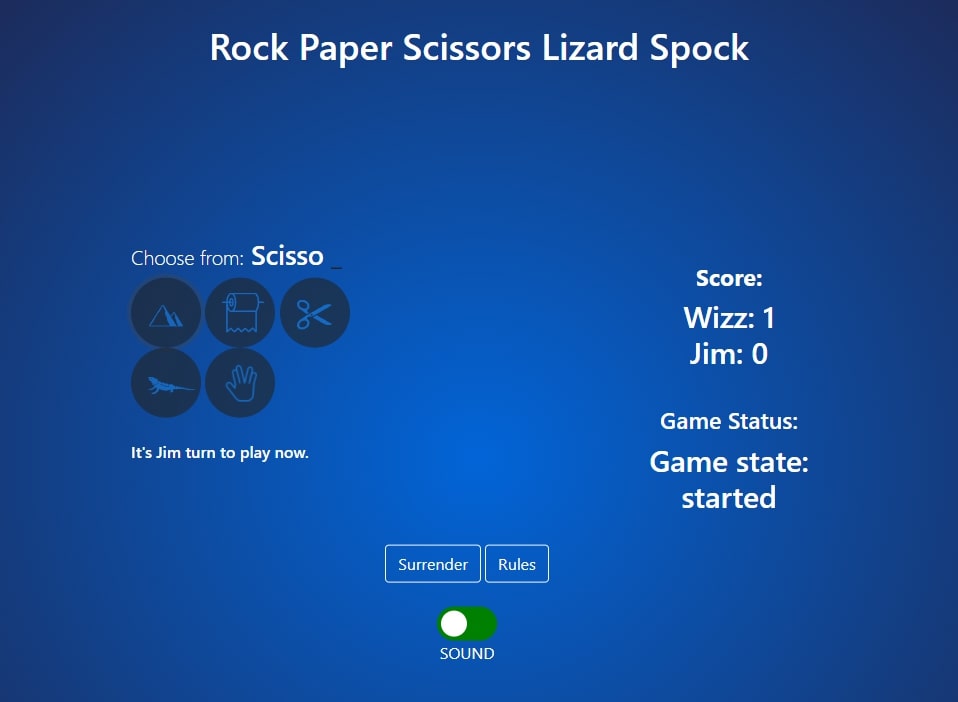 Rock Paper Scissors Lizard Spock
Choose from: Scisso _
It's Jim turn to play now.
Score:
Wizz: 1
Jim: 0
Game Status:
Game state:
started
Surrender
Rules
SOUND